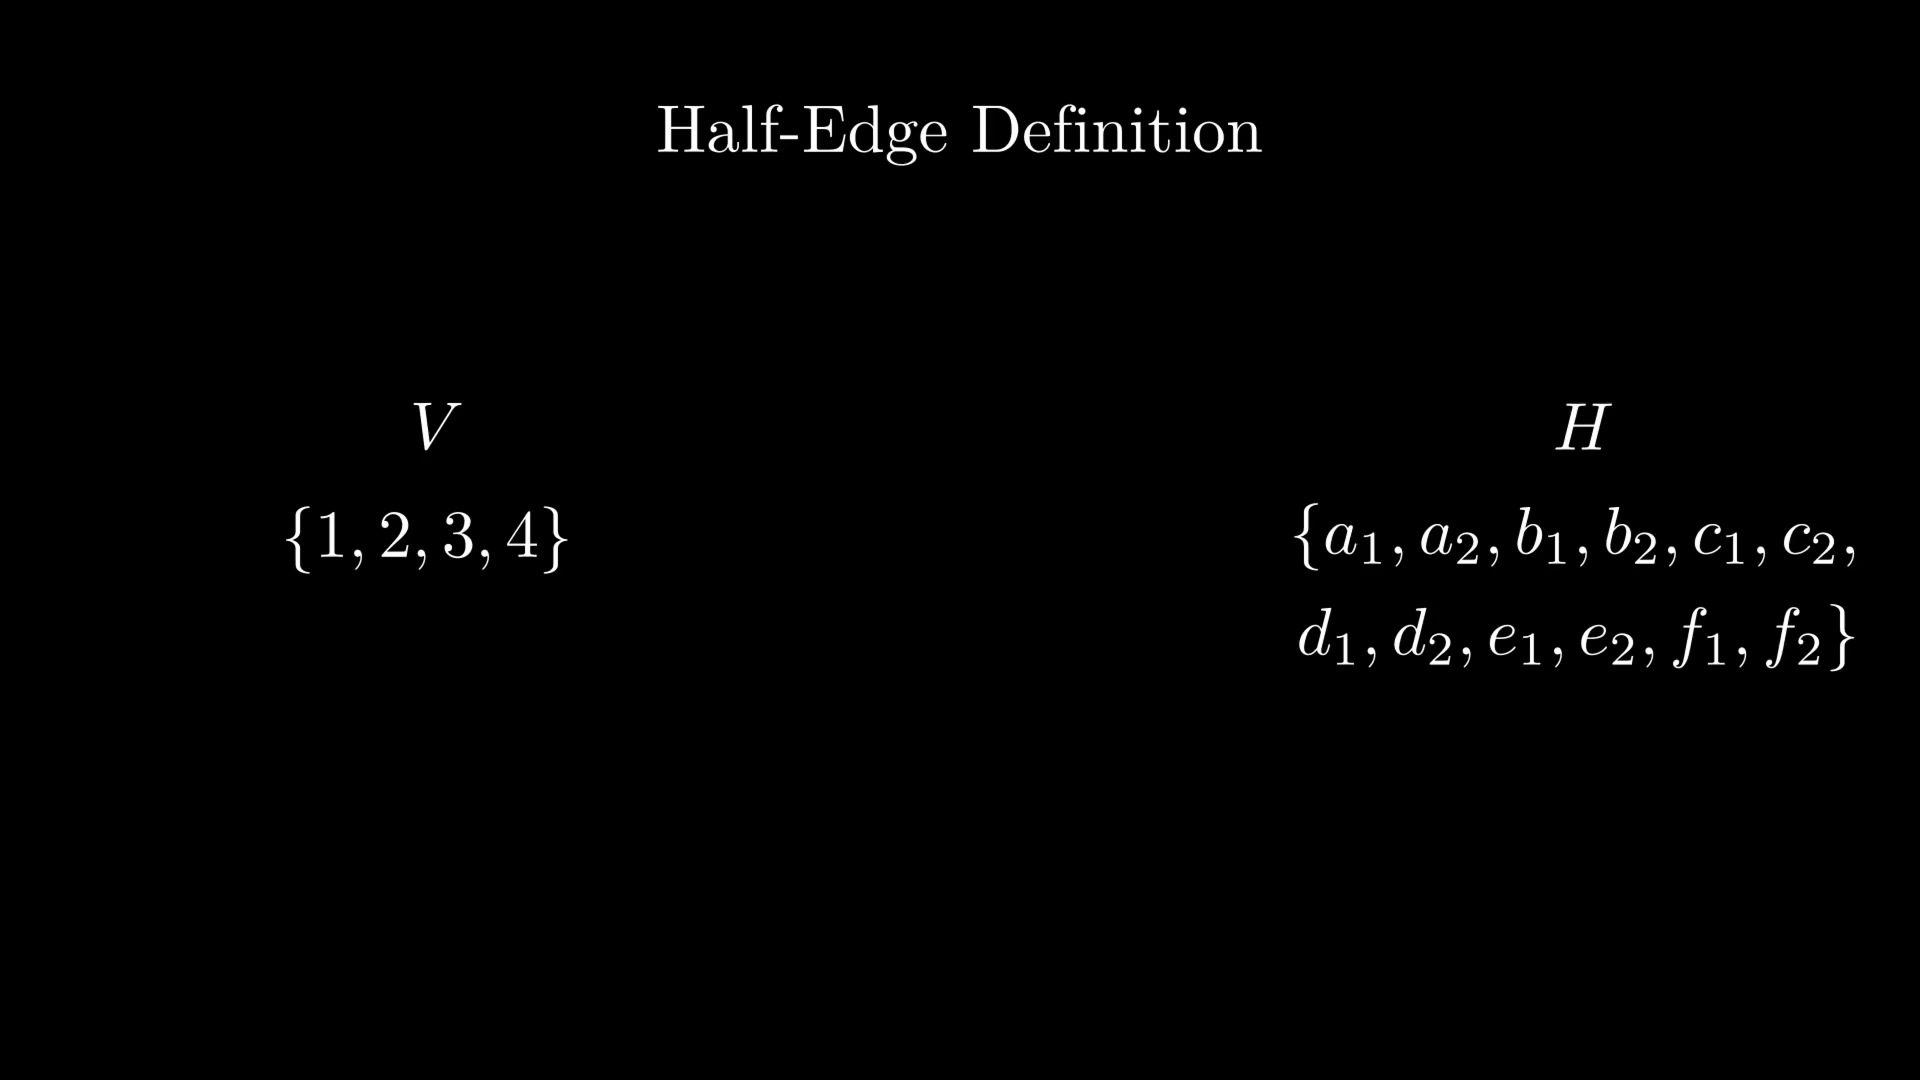 Half-Edge Definition
V
{1, 2, 3, 4}
H
{a₁, a₂, b₁, b₂, c₁, c₂,
d₁, d₂, e₁, e₂, f₁, f₂}